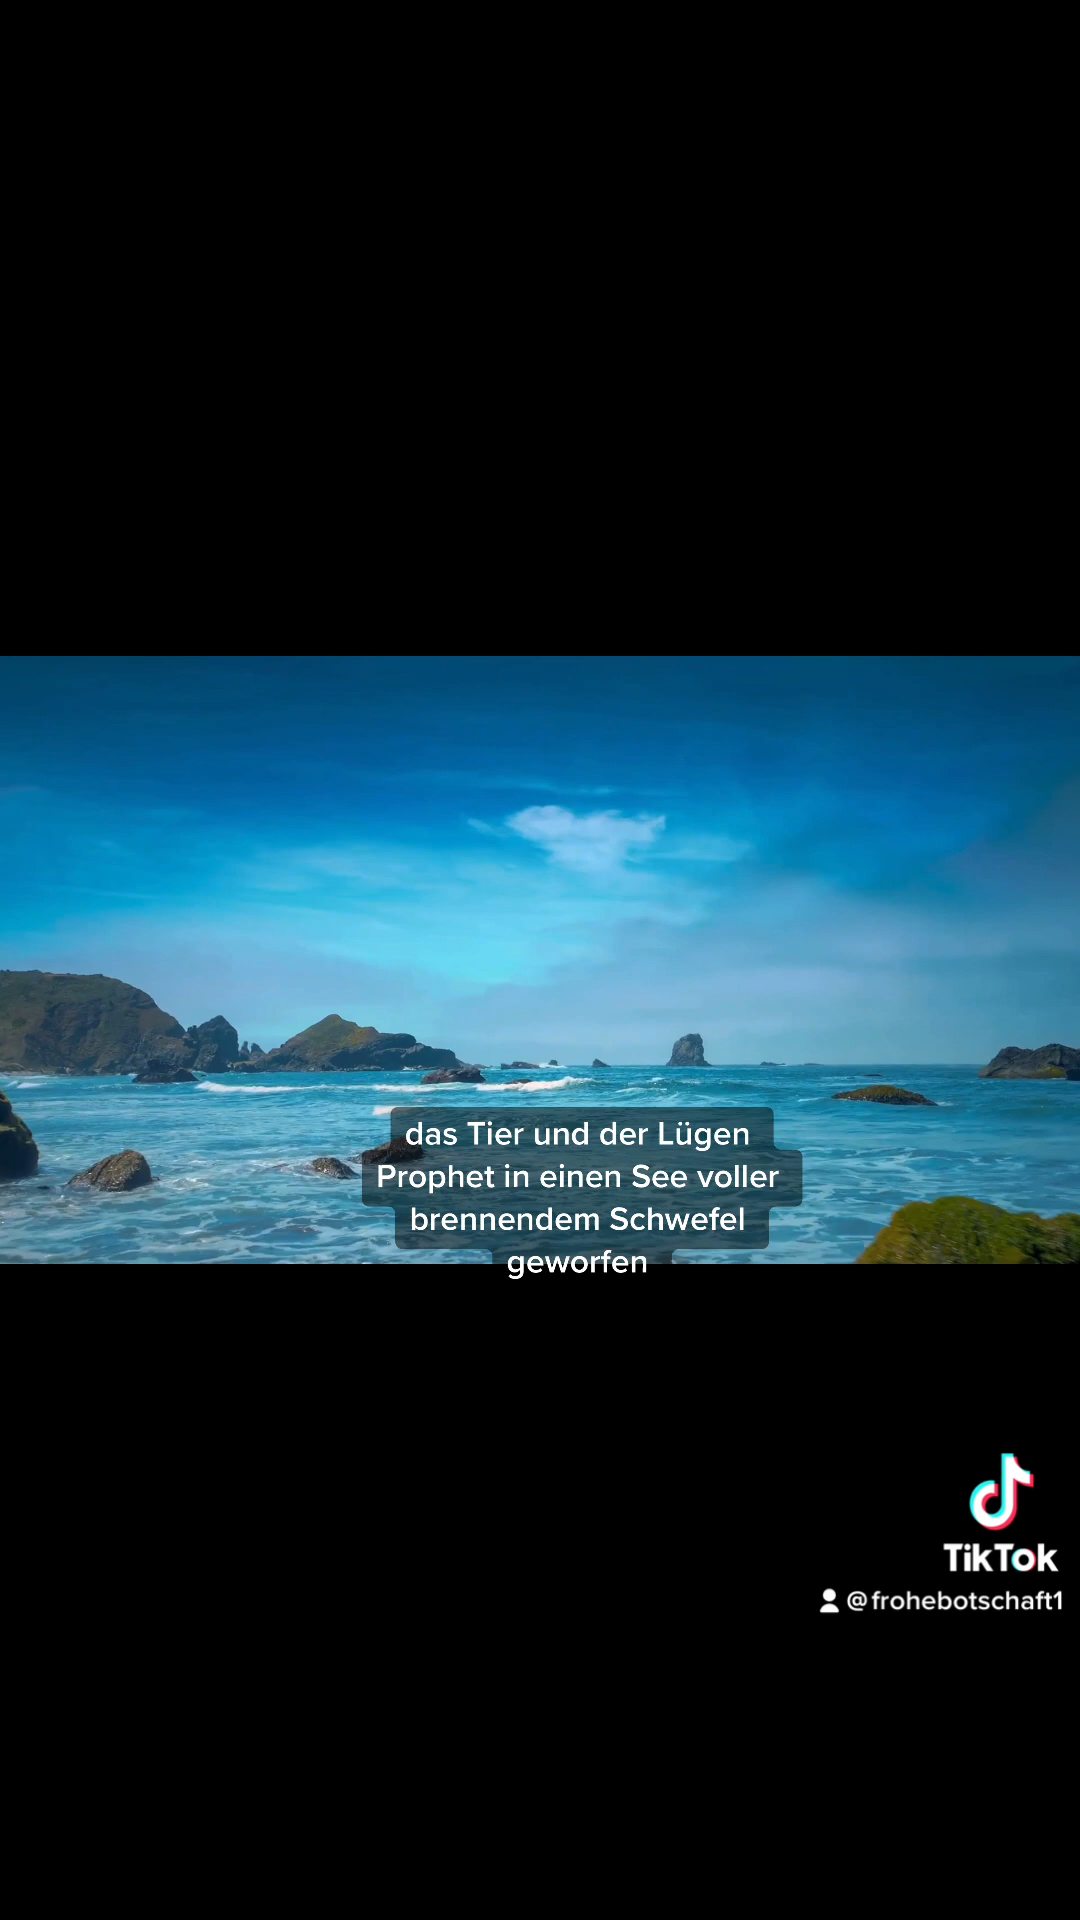 das Tier und der Lügen
Prophet in einen See voller
brennendem Schwefel
geworfen
TikTok
@frohebotschaft1